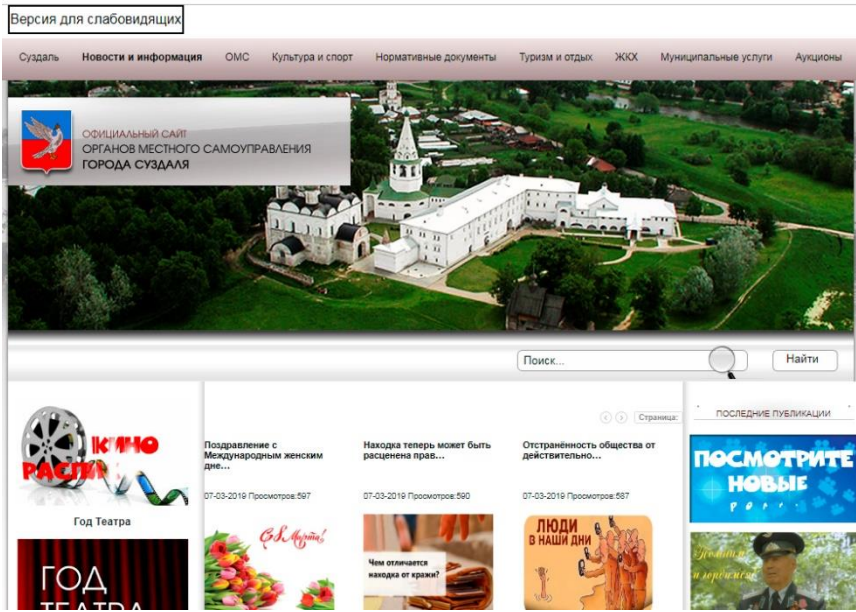 Версия для слабовидящих
Суздаль Новости и информация ОМС Культура и спорт Нормативные документы Туризм и отдых ЖКХ Муниципальные услуги Аукционы
ОФИЦИАЛЬНЫЙ САЙТ
ОРГАНОВ МЕСТНОГО САМОУПРАВЛЕНИЯ
ГОРОДА СУЗДАЛЯ
Поиск...
Найти
КИНО
Год Театра
ГОД
ТЕАТРА
Страница:
Поздравление с
Международным женским
дне...
07-03-2019 Просмотров:597
С 8 Марта!
Находка теперь может быть
расценена прав...
07-03-2019 Просмотров:590
Чем отличается
находка от кражи?
Отстранённость общества от
действительно...
07-03-2019 Просмотров:587
ЛЮДИ
В НАШИ ДНИ
ПОСЛЕДНИЕ ПУБЛИКАЦИИ
ПОСМОТРИТЕ
НОВЫЕ